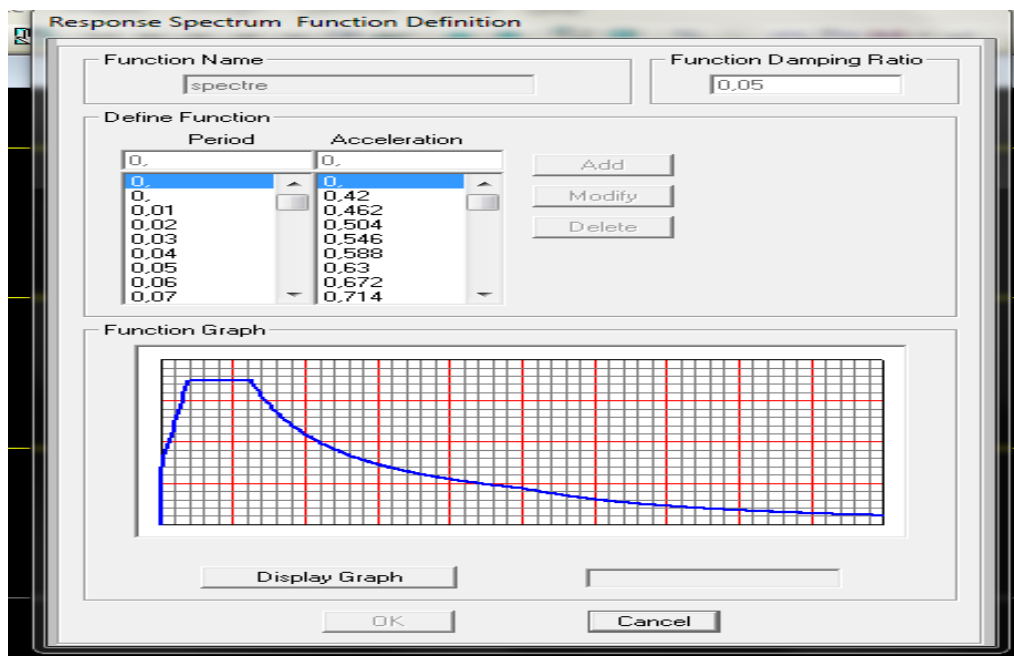 Response Spectrum Function Definition
Function Name
spectre
Function Damping Ratio
0,05
Define Function
Period Acceleration
0, 0,
Add
0, 0,
0, 0,42
Modify
0,01 0,462
0,02 0,504
Delete
0,03 0,546
0,04 0,588
0,05 0,63
0,06 0,672
0,07 0,714
Function Graph
Display Graph
OK Cancel